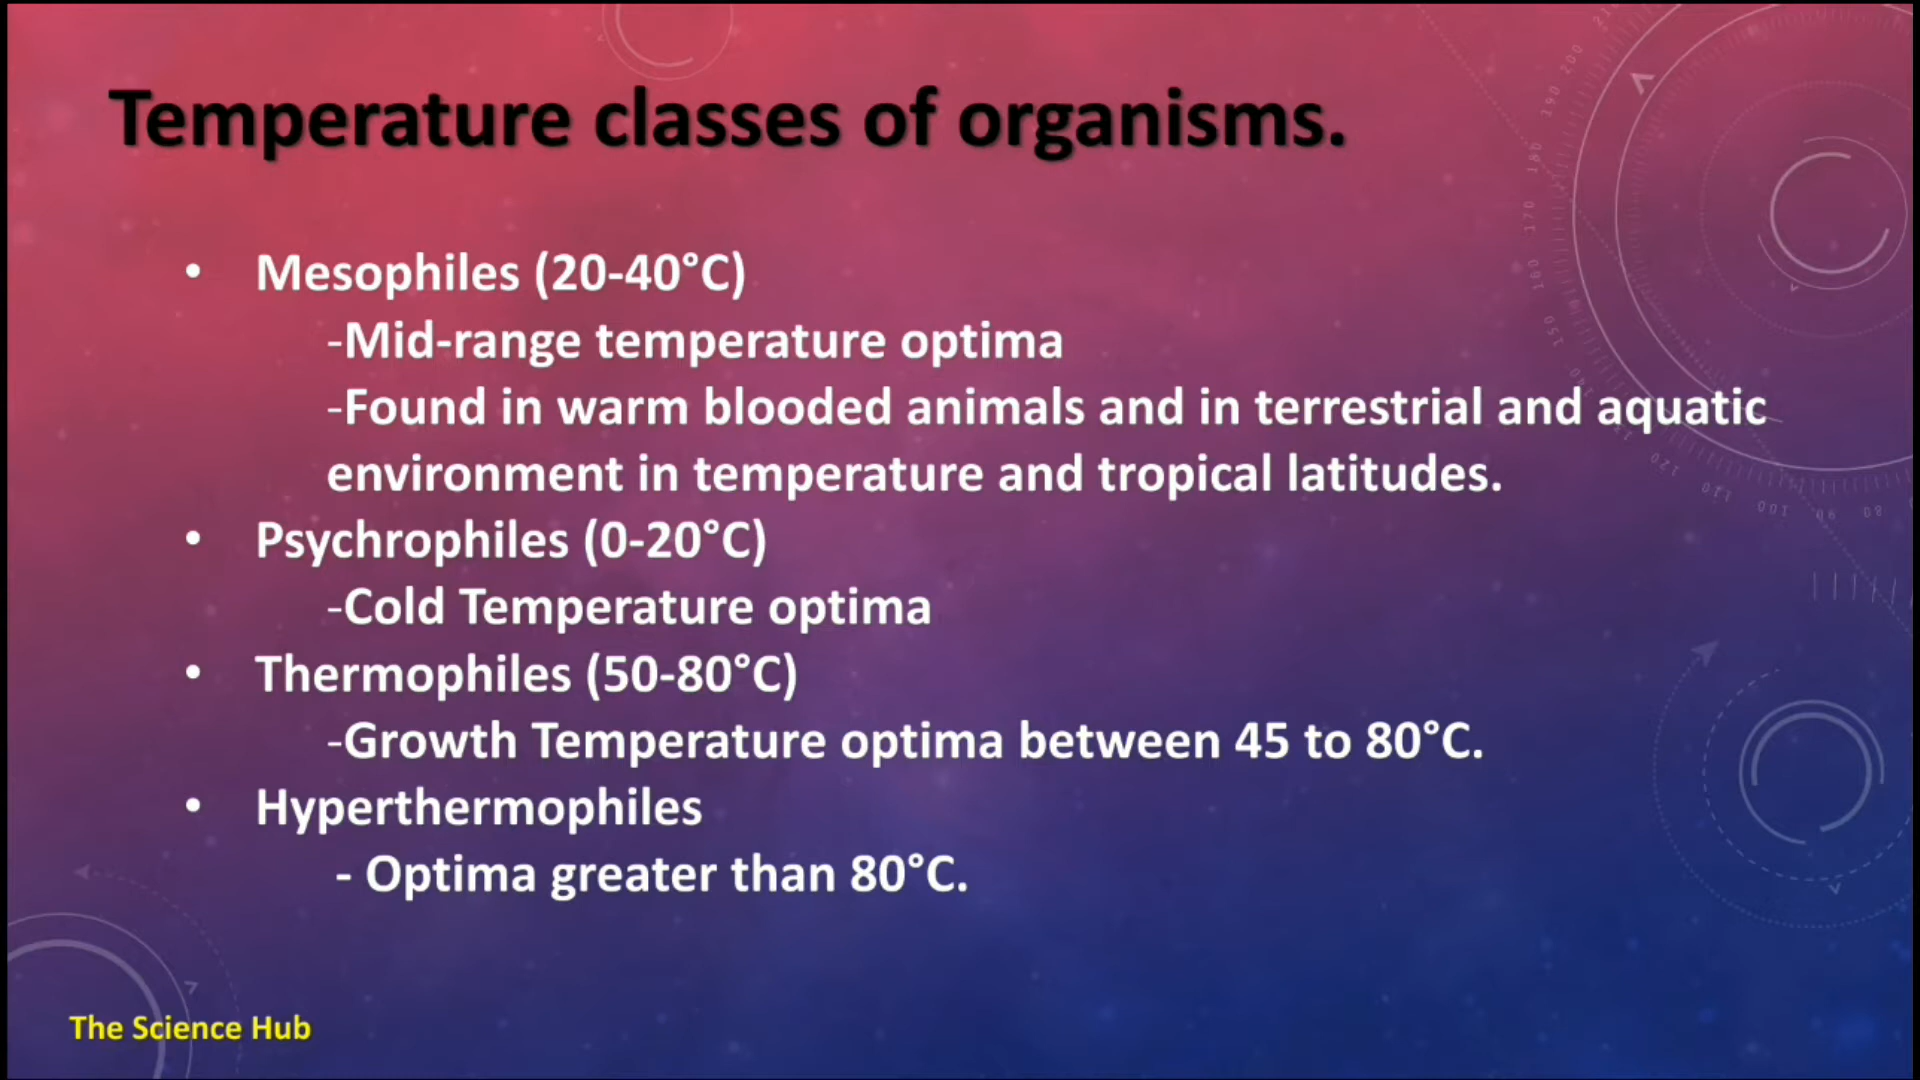 Temperature classes of organisms.
• Mesophiles (20-40°C)
-Mid-range temperature optima
-Found in warm blooded animals and in terrestrial and aquatic
environment in temperature and tropical latitudes.
• Psychrophiles (0-20°C)
-Cold Temperature optima
• Thermophiles (50-80°C)
-Growth Temperature optima between 45 to 80°C.
• Hyperthermophiles
- Optima greater than 80°C.
The Science Hub